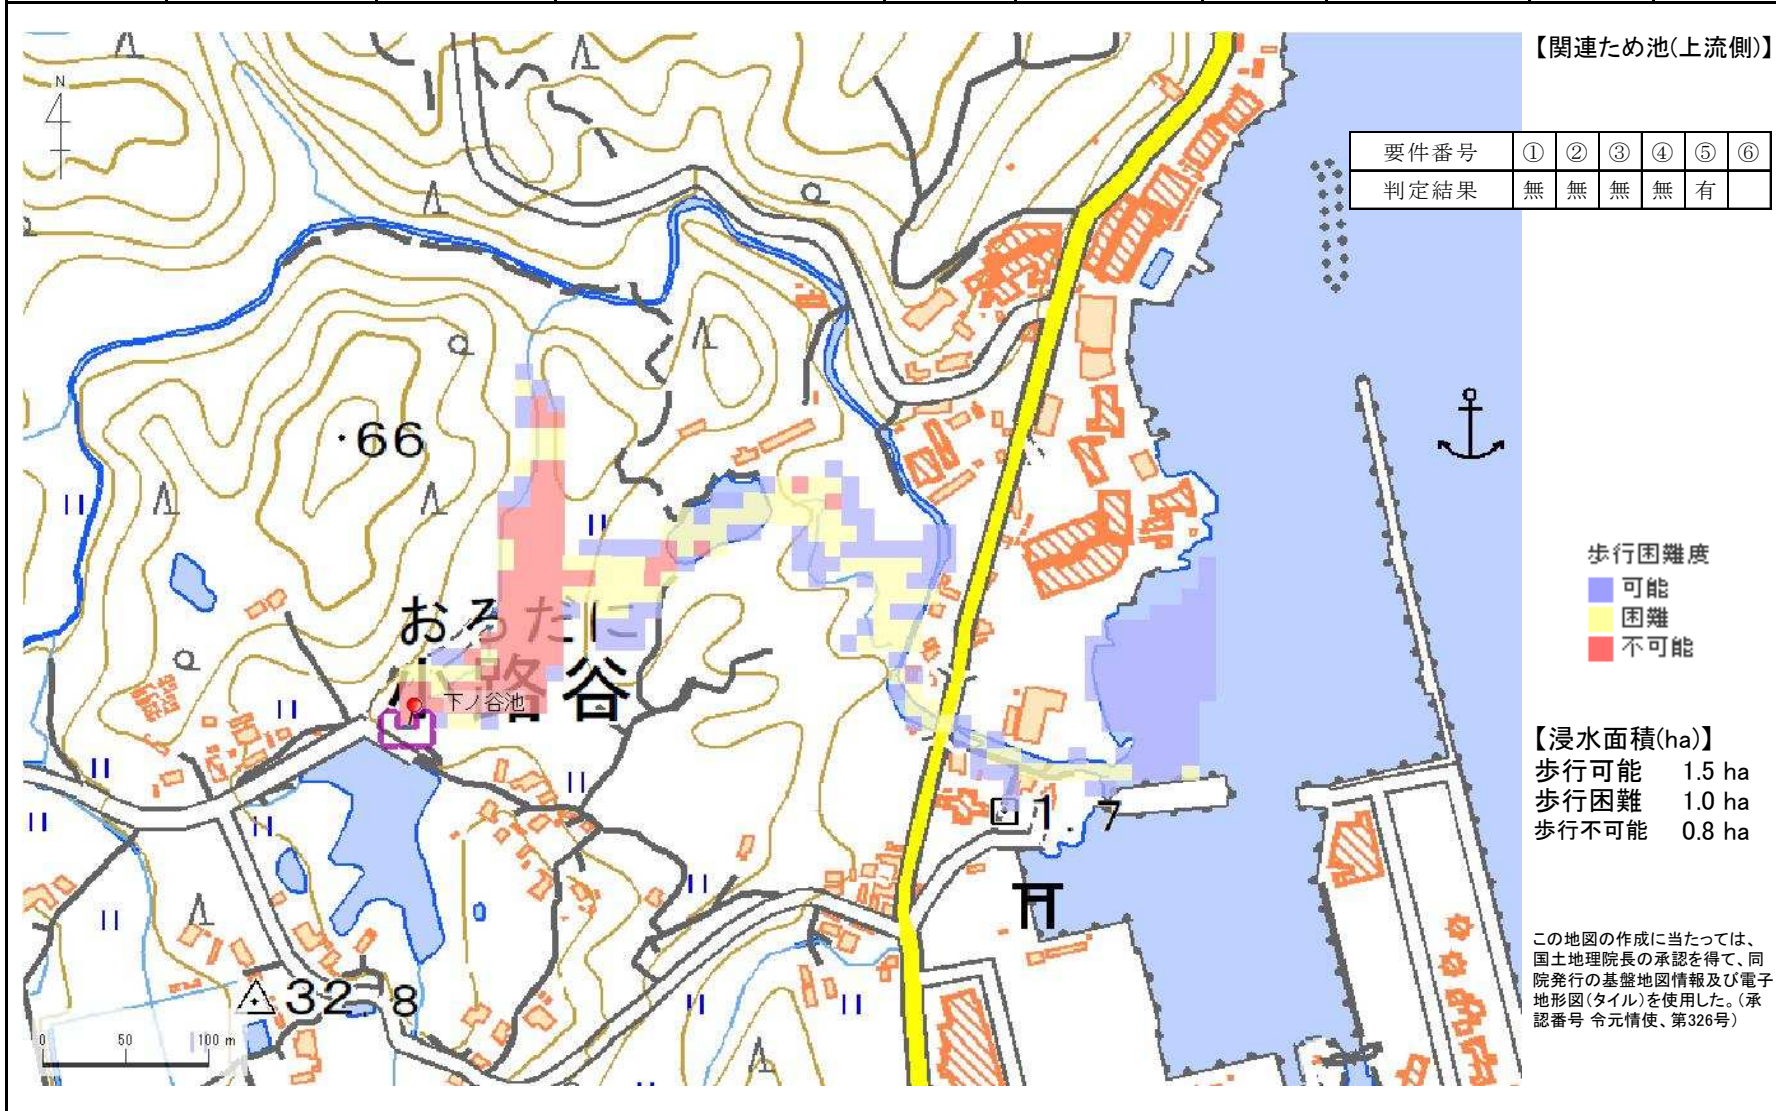 【関連ため池(上流側)】
N
要件番号 ① ② ③ ④ ⑤ ⑥
判定結果 無 無 無 無 有
66
おろだに
小路谷
下ノ谷池
歩行困難度
可能
困難
不可能
【浸水面積(ha)】
歩行可能 1.5 ha
歩行困難 1.0 ha
歩行不可能 0.8 ha
1.7
32.8
0 50 100 m
この地図の作成に当たっては、
国土地理院長の承認を得て、同
院発行の基盤地図情報及び電子
地形図(タイル)を使用した。(承
認番号 令元情使、第326号)